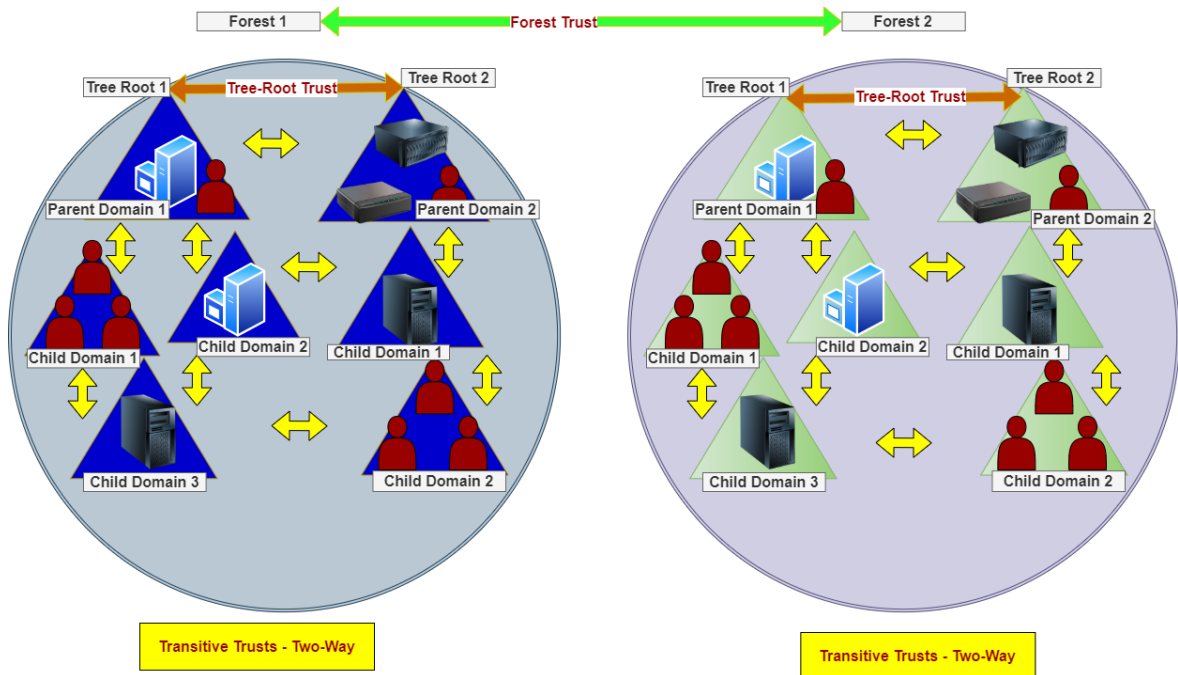 Forest 1
Forest Trust
Forest 2
Tree Root 1
Tree-Root Trust
Tree Root 2
Parent Domain 1
Parent Domain 2
Child Domain 1
Child Domain 2
Child Domain 1
Child Domain 3
Child Domain 2
Transitive Trusts - Two-Way
Tree Root 1
Tree-Root Trust
Tree Root 2
Parent Domain 1
Parent Domain 2
Child Domain 1
Child Domain 2
Child Domain 1
Child Domain 3
Child Domain 2
Transitive Trusts - Two-Way